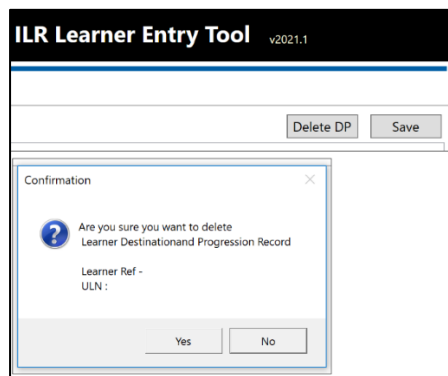 ILR Learner Entry Tool v2021.1
Delete DP Save
Confirmation
Are you sure you want to delete
Learner Destinationand Progression Record
Learner Ref -
ULN :
Yes No